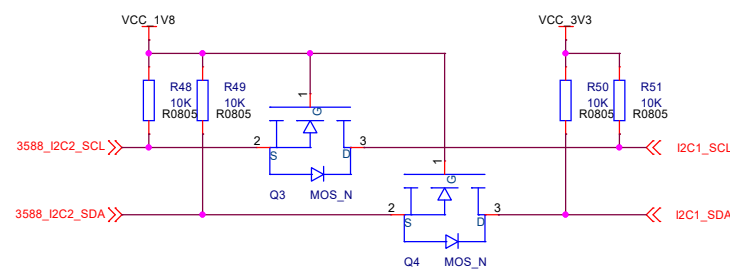 VCC_1V8
VCC_3V3
R48
10K
R0805
R49
10K
R0805
R50
10K
R0805
R51
10K
R0805
1
G
3588_I2C2_SCL
2
S
D
3
I2C1_SCL
Q3
MOS_N
1
G
3588_I2C2_SDA
2
S
D
3
I2C1_SDA
Q4
MOS_N